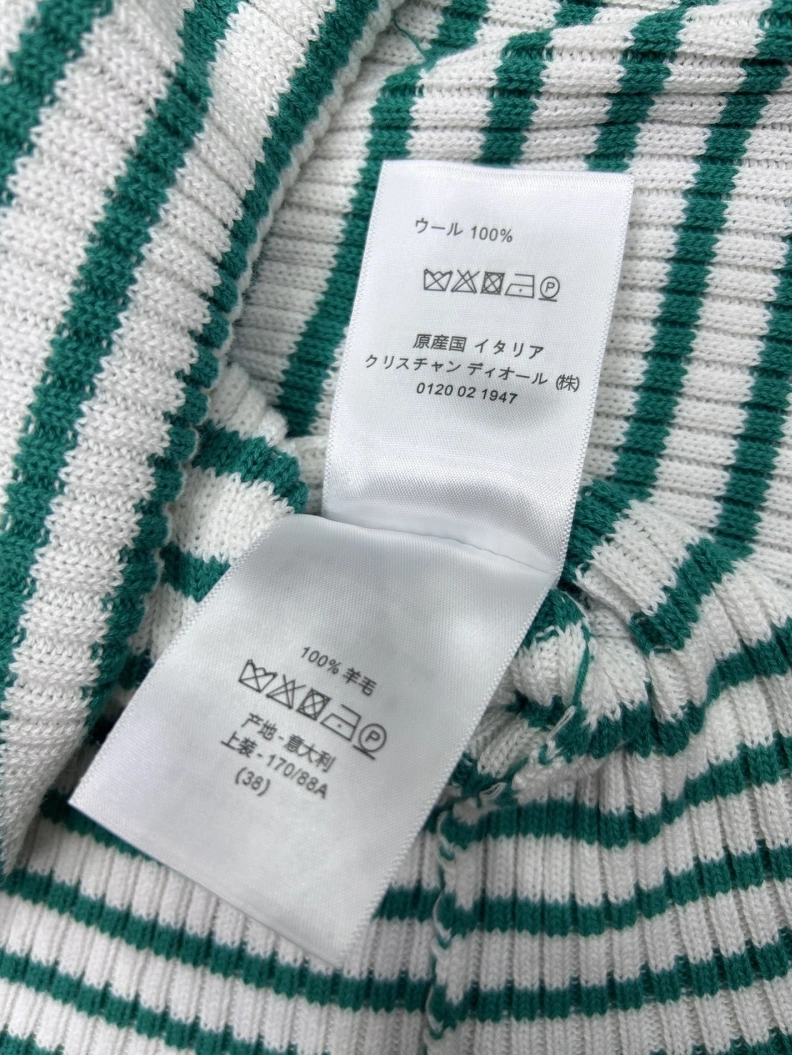 ウール 100%
P
原産国 イタリア
クリスチャン ディオール (株)
0120 02 1947
100% 羊毛
P
产地 - 意大利
上装 - 170/88A
(38)